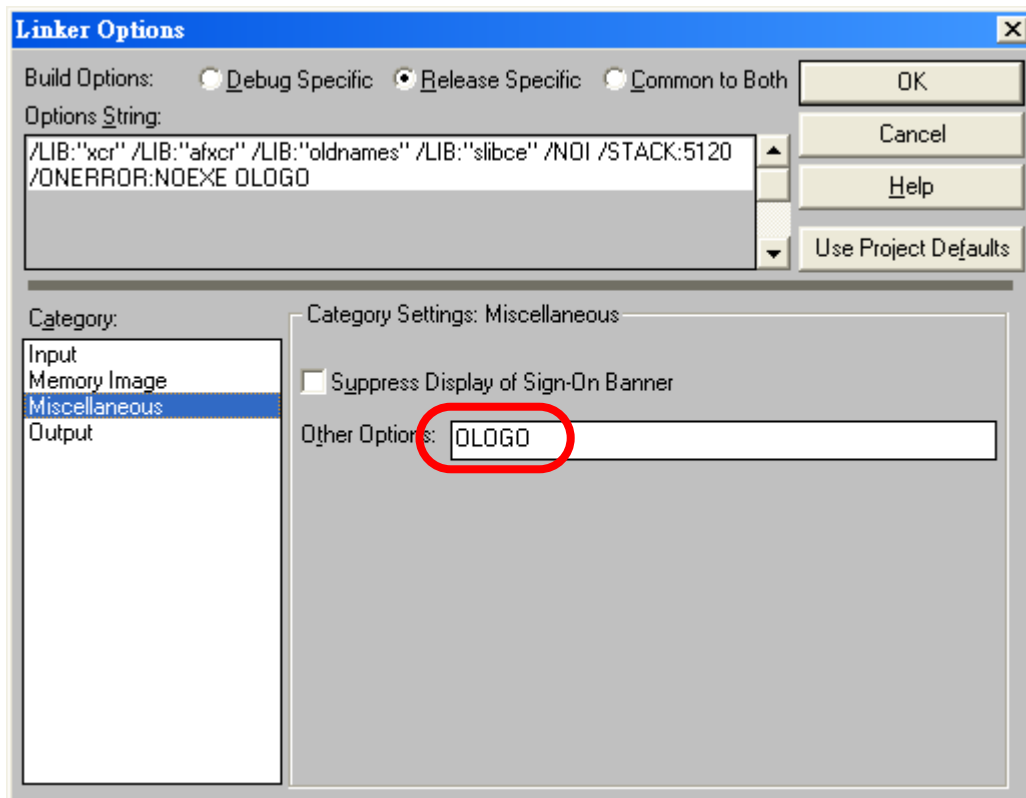 Linker Options
Build Options:
Debug Specific
Release Specific
Common to Both
OK
Options String:
Cancel
/LIB:"xcr" /LIB:"afxcr" /LIB:"oldnames" /LIB:"slibce" /NOI /STACK:5120
/ONERROR:NOEXE OLOGO
Help
Use Project Defaults
Category:
Category Settings: Miscellaneous
Input
Memory Image
Miscellaneous
Output
Suppress Display of Sign-On Banner
Other Options: OLOGO